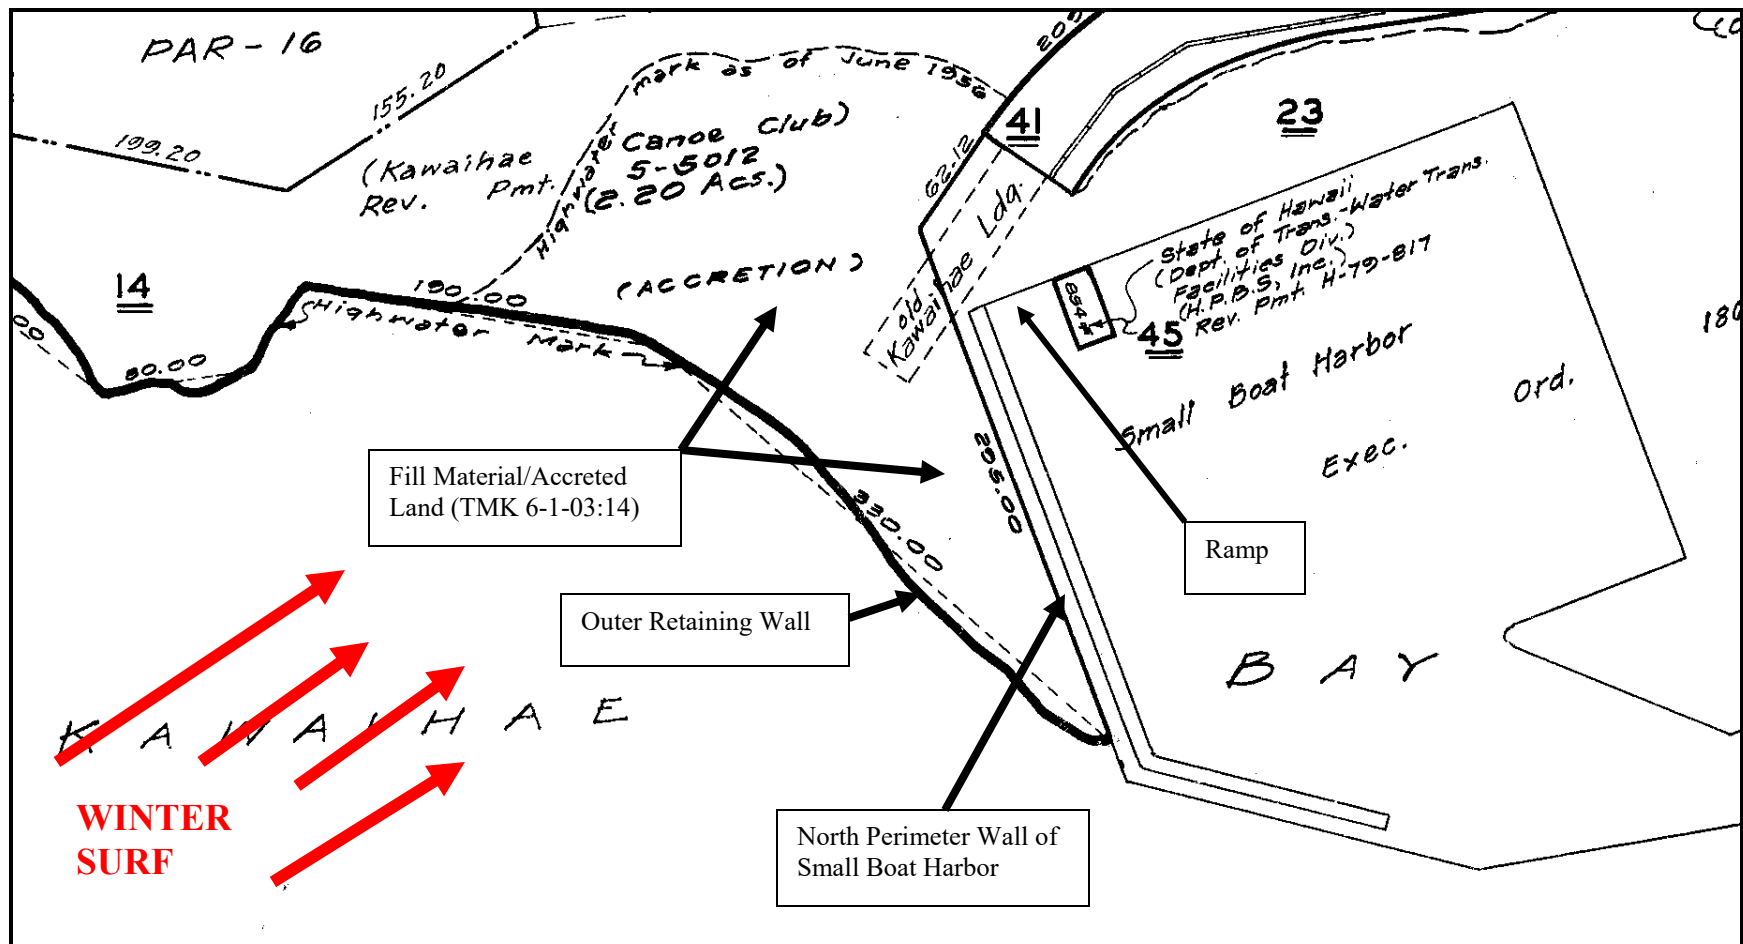 PAR-16
155.20
199.20
Highwater mark as of June 1956
205
(Kawaihae Canoe Club)
Rev. Pmt. S-5012
(2.20 Acs.)
62.12
41
23
Old Kawaihae Ldg.
State of Hawaii
(Dept. of Trans.-Water Trans.
Facilities Div.)
(H.P.B.S, Inc.)
Rev. Pmt. H-79-817
854
45
180
14
190.00
(ACCRETION)
Highwater Mark
80.00
00
Small Boat Harbor
Exec. Ord.
Fill Material/Accreted
Land (TMK 6-1-03:14)
295.00
330.00
Ramp
Outer Retaining Wall
KAWAIHAE
BAY
WINTER
SURF
North Perimeter Wall of
Small Boat Harbor